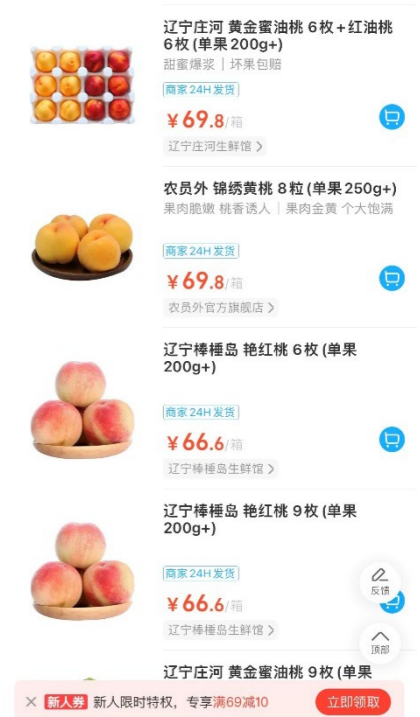 辽宁庄河 黄金蜜油桃 6枚+红油桃
6枚 (单果200g+)
甜蜜爆浆｜坏果包赔
商家24H发货
￥69.8/箱
辽宁庄河生鲜馆 >
农员外 锦绣黄桃 8粒(单果250g+)
果肉脆嫩 桃香诱人｜果肉金黄 个大饱满
商家24H发货
￥69.8/箱
农员外官方旗舰店 >
辽宁棒棰岛 艳红桃 6枚 (单果
200g+)
商家24H发货
￥66.6/箱
辽宁棒棰岛生鲜馆 >
辽宁棒棰岛 艳红桃 9枚 (单果
200g+)
商家24H发货
￥66.6/箱
辽宁棒棰岛生鲜馆 >
反馈
顶部
辽宁庄河 黄金蜜油桃 9枚 (单果
× 新人券 新人限时特权，专享满69减10 立即领取